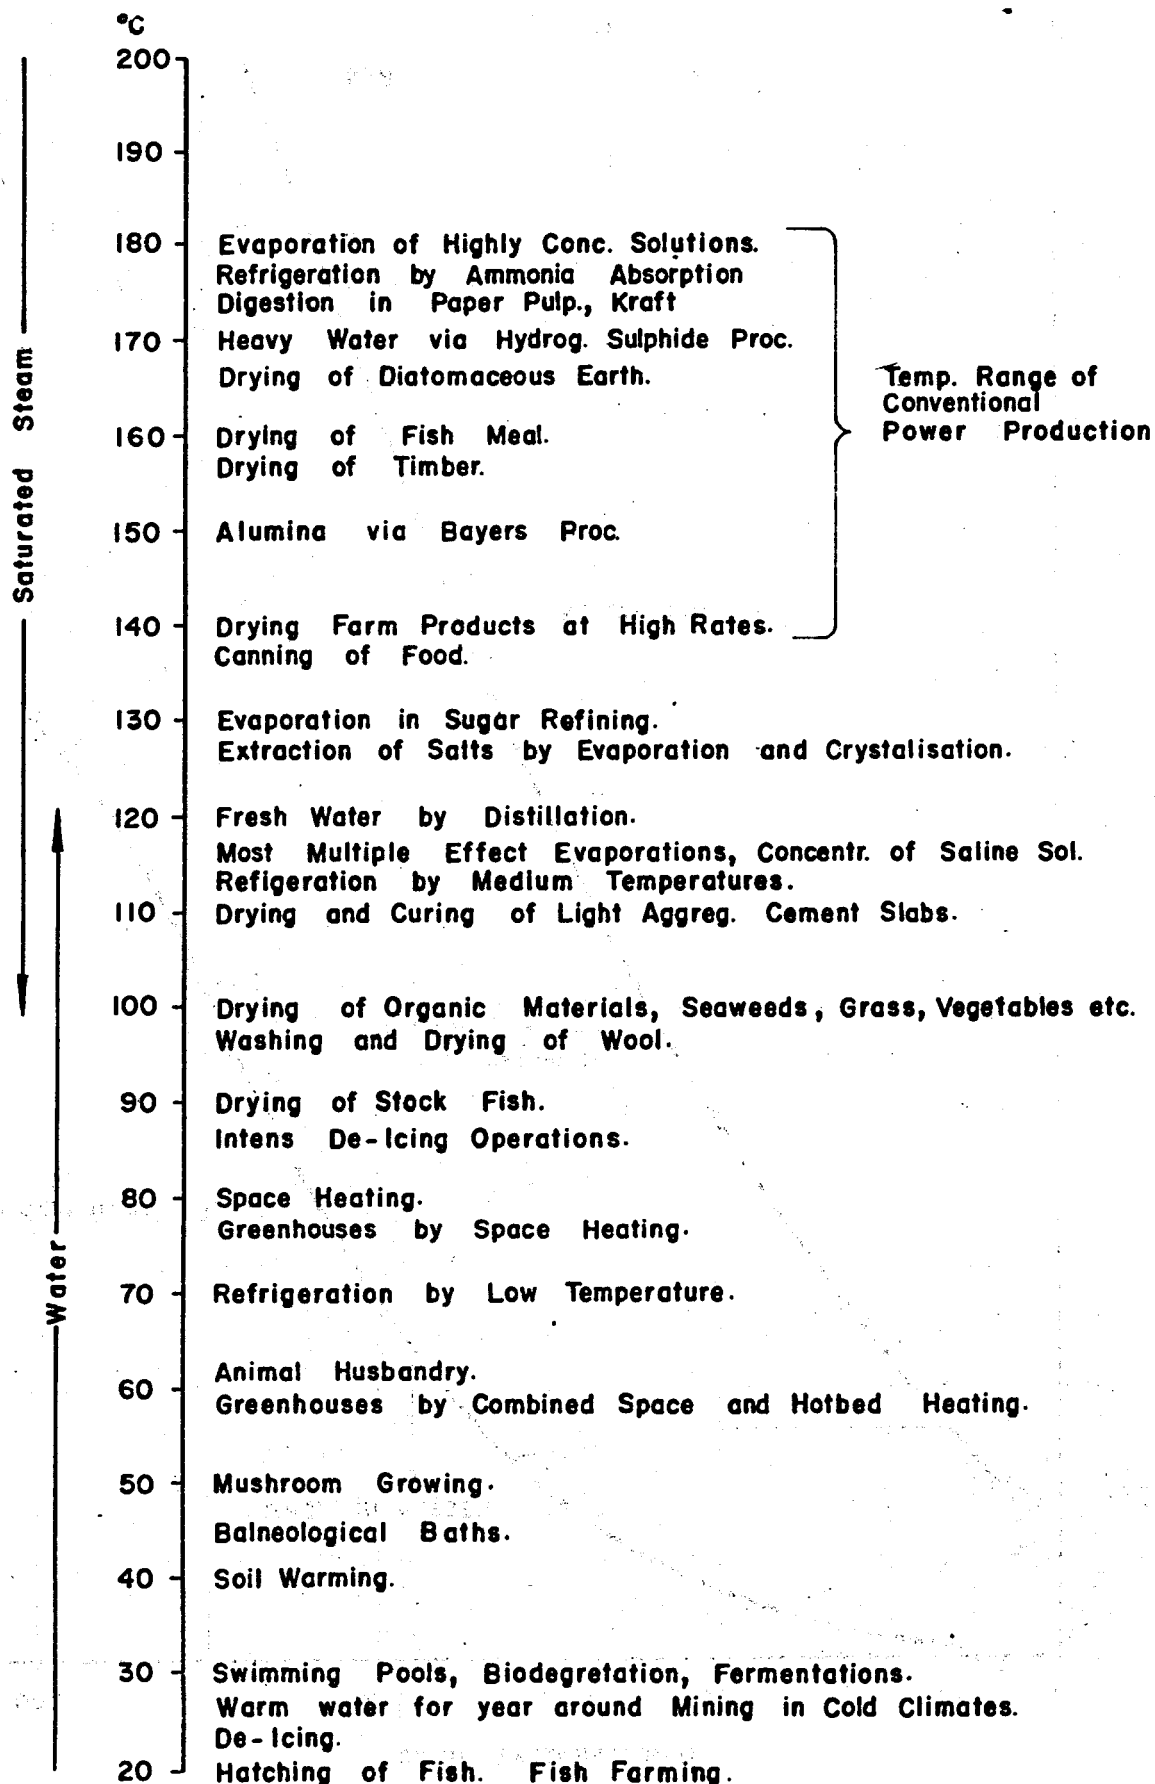 °C
200
190
180 Evaporation of Highly Conc. Solutions.
Refrigeration by Ammonia Absorption
Digestion in Paper Pulp., Kraft
170 Heavy Water via Hydrog. Sulphide Proc.
Drying of Diatomaceous Earth.
Temp. Range of
Conventional
Power Production
160 Drying of Fish Meal.
Drying of Timber.
150 Alumina via Bayers Proc.
140 Drying Farm Products at High Rates.
Canning of Food.
130 Evaporation in Sugar Refining.
Extraction of Salts by Evaporation and Crystalisation.
120 Fresh Water by Distillation.
Most Multiple Effect Evaporations, Concentr. of Saline Sol.
Refigeration by Medium Temperatures.
110 Drying and Curing of Light Aggreg. Cement Slabs.
100 Drying of Organic Materials, Seaweeds, Grass, Vegetables etc.
Washing and Drying of Wool.
90 Drying of Stock Fish.
Intens De-Icing Operations.
80 Space Heating.
Greenhouses by Space Heating.
70 Refrigeration by Low Temperature.
Animal Husbandry.
60
Greenhouses by Combined Space and Hotbed Heating.
50 Mushroom Growing.
Balneological Baths.
40 Soil Warming.
30 Swimming Pools, Biodegretation, Fermentations.
Warm water for year around Mining in Cold Climates.
De-Icing.
20 Hatching of Fish. Fish Farming.
Saturated Steam
Water